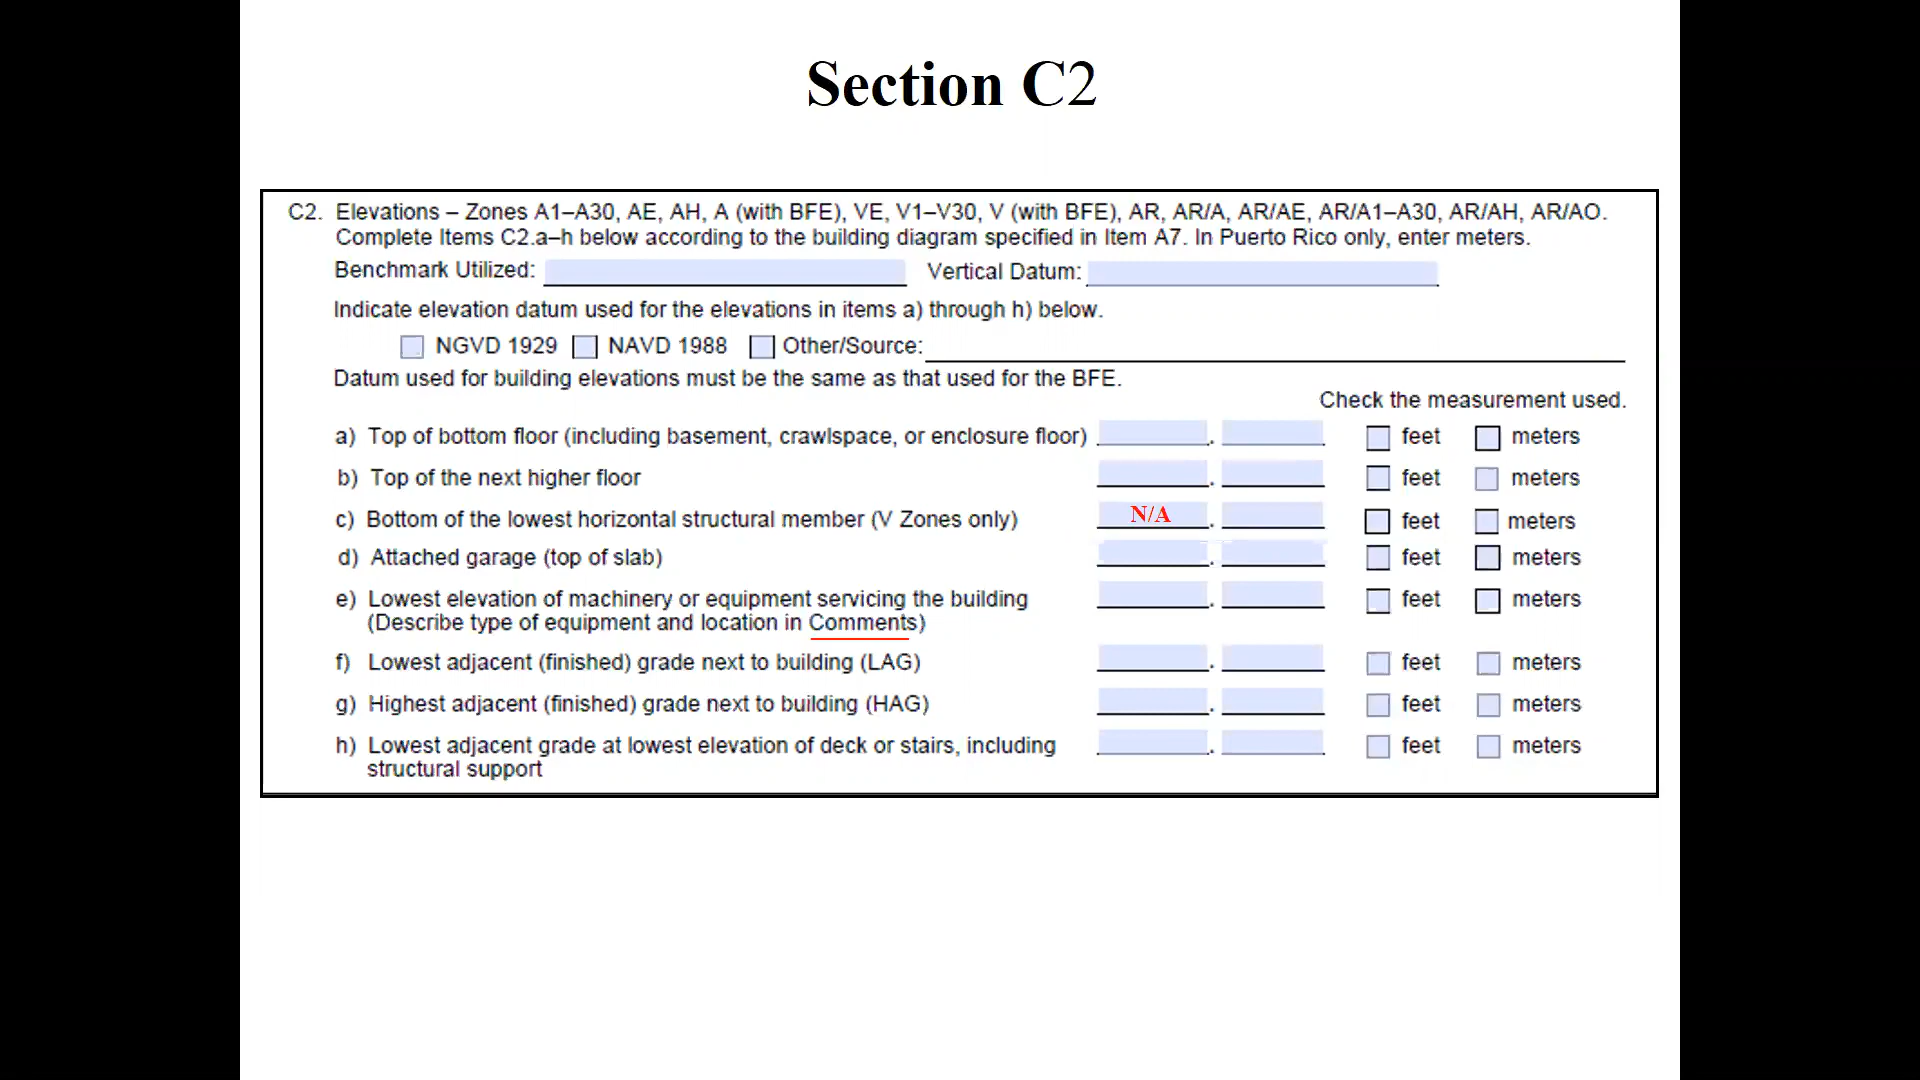 Section C2
C2. Elevations – Zones A1–A30, AE, AH, A (with BFE), VE, V1–V30, V (with BFE), AR, AR/A, AR/AE, AR/A1–A30, AR/AH, AR/AO.
Complete Items C2.a–h below according to the building diagram specified in Item A7. In Puerto Rico only, enter meters.
Benchmark Utilized: Vertical Datum:
Indicate elevation datum used for the elevations in items a) through h) below.
NGVD 1929 NAVD 1988 Other/Source:
Datum used for building elevations must be the same as that used for the BFE.
Check the measurement used.
a) Top of bottom floor (including basement, crawlspace, or enclosure floor) . feet meters
b) Top of the next higher floor . feet meters
c) Bottom of the lowest horizontal structural member (V Zones only) N/A . feet meters
d) Attached garage (top of slab) . feet meters
e) Lowest elevation of machinery or equipment servicing the building . feet meters
(Describe type of equipment and location in Comments)
f) Lowest adjacent (finished) grade next to building (LAG) . feet meters
g) Highest adjacent (finished) grade next to building (HAG) . feet meters
h) Lowest adjacent grade at lowest elevation of deck or stairs, including . feet meters
structural support